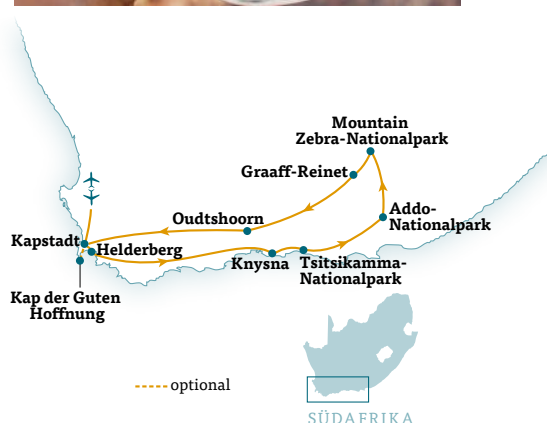 Mountain
Zebra-Nationalpark
Graaff-Reinet
Oudtshoorn
Addo-
Nationalpark
Kapstadt
Helderberg
Knysna
Tsitsikamma-
Nationalpark
Kap der Guten
Hoffnung
optional
SÜDAFRIKA